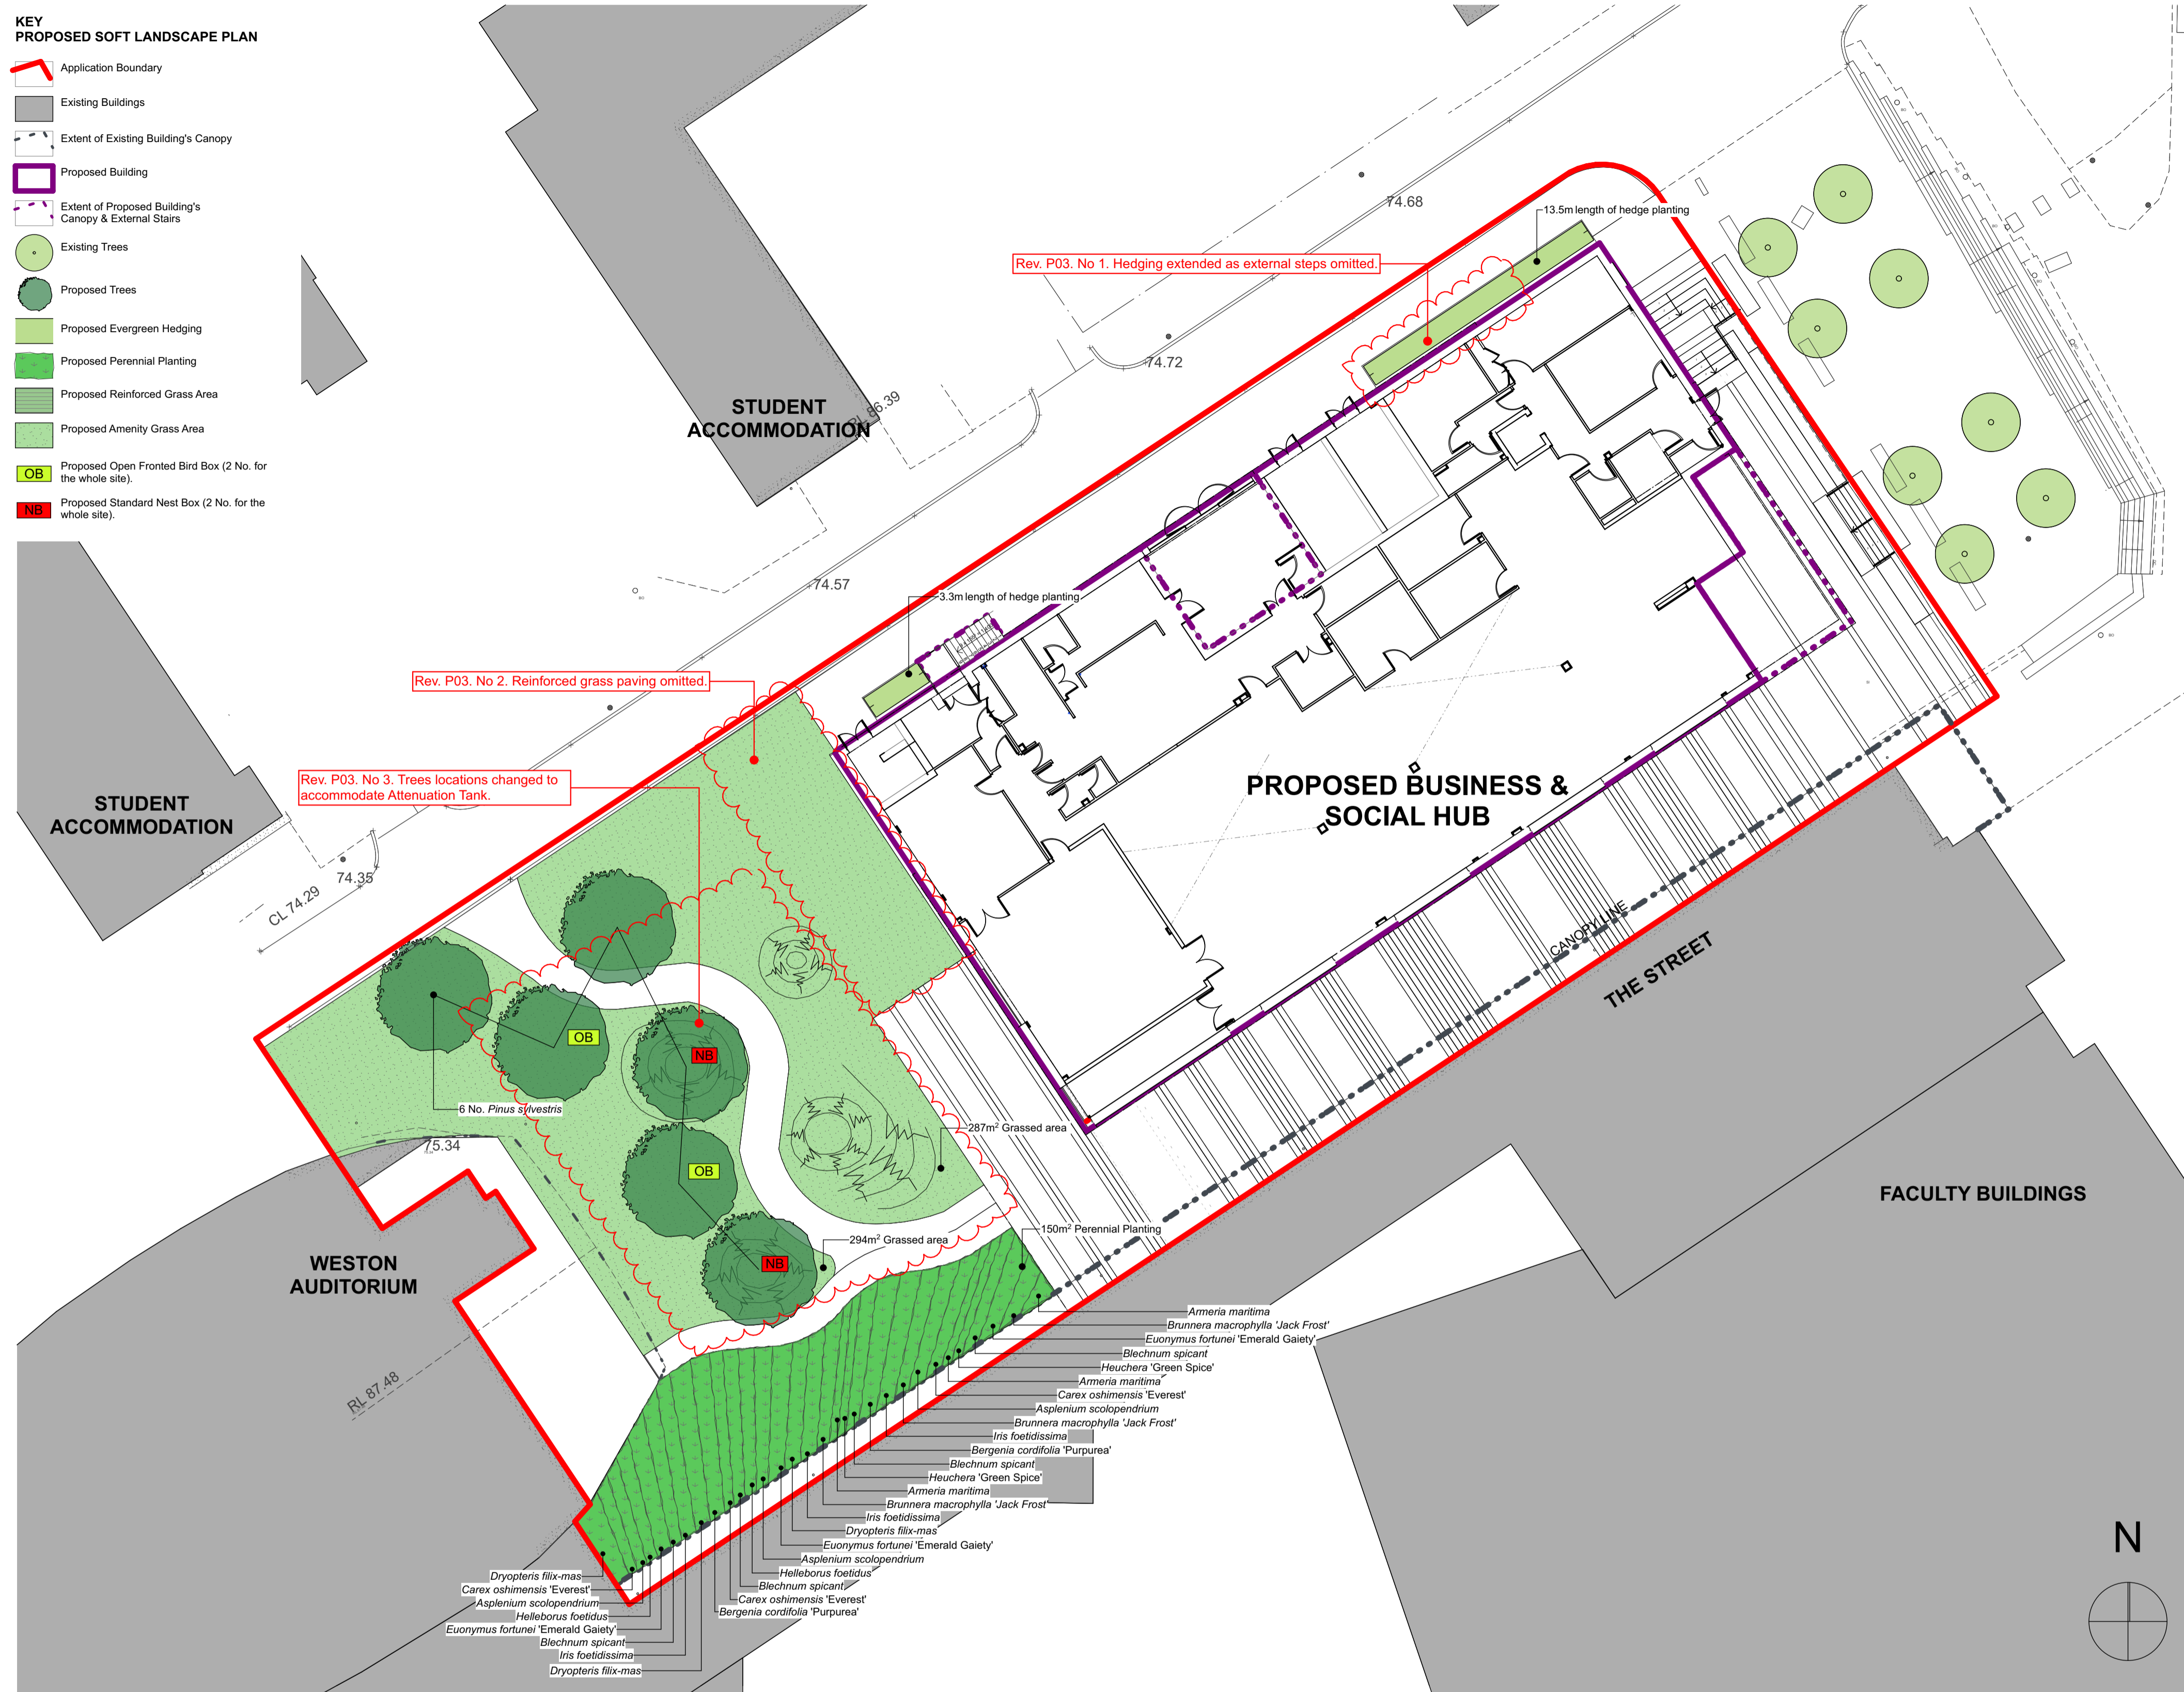 KEY
PROPOSED SOFT LANDSCAPE PLAN
Application Boundary
Existing Buildings
Extent of Existing Building's Canopy
Proposed Building
Extent of Proposed Building's
Canopy & External Stairs
Existing Trees
Proposed Trees
Proposed Evergreen Hedging
Proposed Perennial Planting
Proposed Reinforced Grass Area
Proposed Amenity Grass Area
OB
Proposed Open Fronted Bird Box (2 No. for
the whole site).
NB
Proposed Standard Nest Box (2 No. for the
whole site).
74.68
13.5m length of hedge planting
Rev. P03. No 1. Hedging extended as external steps omitted.
74.72
STUDENT
ACCOMMODATION
RL 86.39
74.57
3.3m length of hedge planting
Rev. P03. No 2. Reinforced grass paving omitted.
Rev. P03. No 3. Trees locations changed to
accommodate Attenuation Tank.
PROPOSED BUSINESS &
SOCIAL HUB
STUDENT
ACCOMMODATION
74.35
CL 74.29
CANOPY LINE
THE STREET
OB
NB
6 No. Pinus sylvestris
75.34
287m² Grassed area
OB
FACULTY BUILDINGS
150m² Perennial Planting
294m² Grassed area
NB
WESTON
AUDITORIUM
RL 87.48
Armeria maritima
Brunnera macrophylla 'Jack Frost'
Euonymus fortunei 'Emerald Gaiety'
Blechnum spicant
Heuchera 'Green Spice'
Armeria maritima
Carex oshimensis 'Everest'
Asplenium scolopendrium
Brunnera macrophylla 'Jack Frost'
Iris foetidissima
Bergenia cordifolia 'Purpurea'
Blechnum spicant
Heuchera 'Green Spice'
Armeria maritima
Brunnera macrophylla 'Jack Frost'
Iris foetidissima
Dryopteris filix-mas
Euonymus fortunei 'Emerald Gaiety'
Asplenium scolopendrium
Helleborus foetidus
Blechnum spicant
Carex oshimensis 'Everest'
Bergenia cordifolia 'Purpurea'
Dryopteris filix-mas
Carex oshimensis 'Everest'
Asplenium scolopendrium
Helleborus foetidus
Euonymus fortunei 'Emerald Gaiety'
Blechnum spicant
Iris foetidissima
Dryopteris filix-mas
N